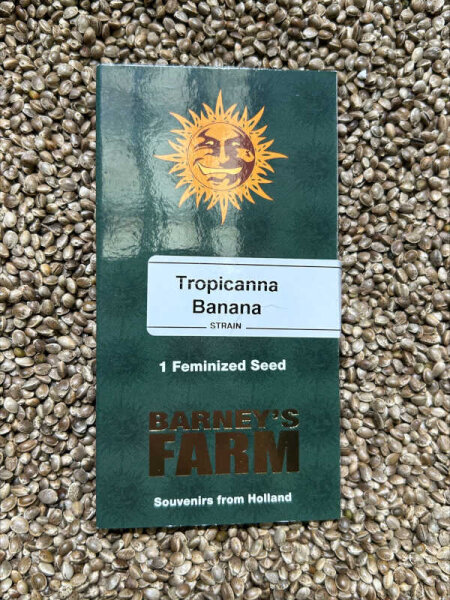 Tropicanna
Banana
STRAIN
1 Feminized Seed
BARNEY'S
FARM
Souvenirs from Holland